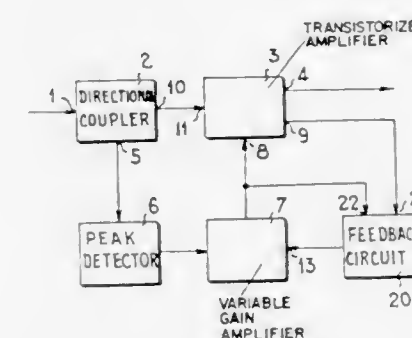 TRANSISTORIZE
AMPLIFIER
2
3
4
1
DIRECTIONAL
COUPLER
10
11
9
5
8
6
7
22
2
PEAK
DETECTOR
13
FEEDBAC
CIRCUIT
20
VARIABLE
GAIN
AMPLIFIER